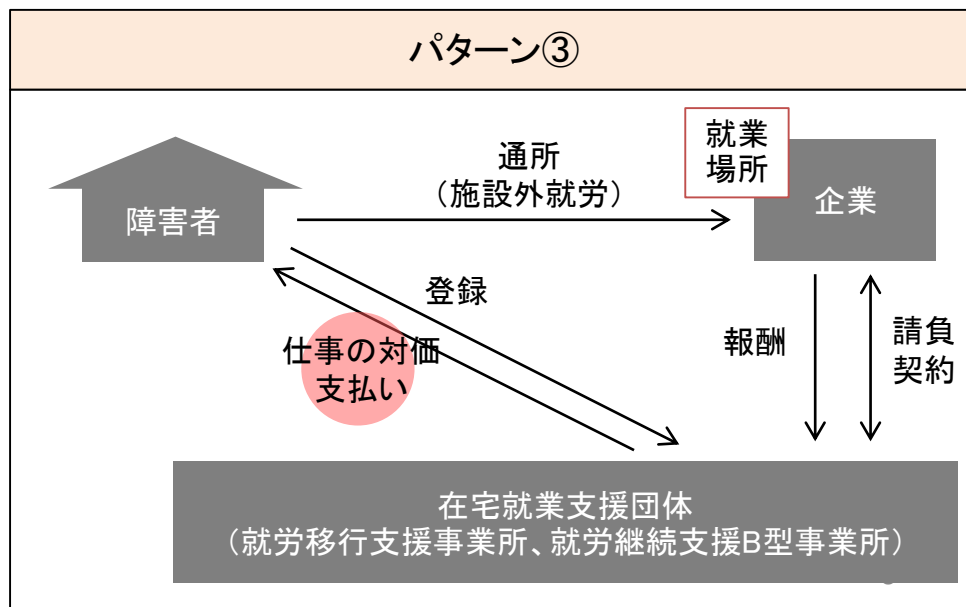 パターン③
通所
（施設外就労）
就業
場所
障害者
企業
登録
仕事の対価
支払い
報酬
請負
契約
在宅就業支援団体
（就労移行支援事業所、就労継続支援B型事業所）